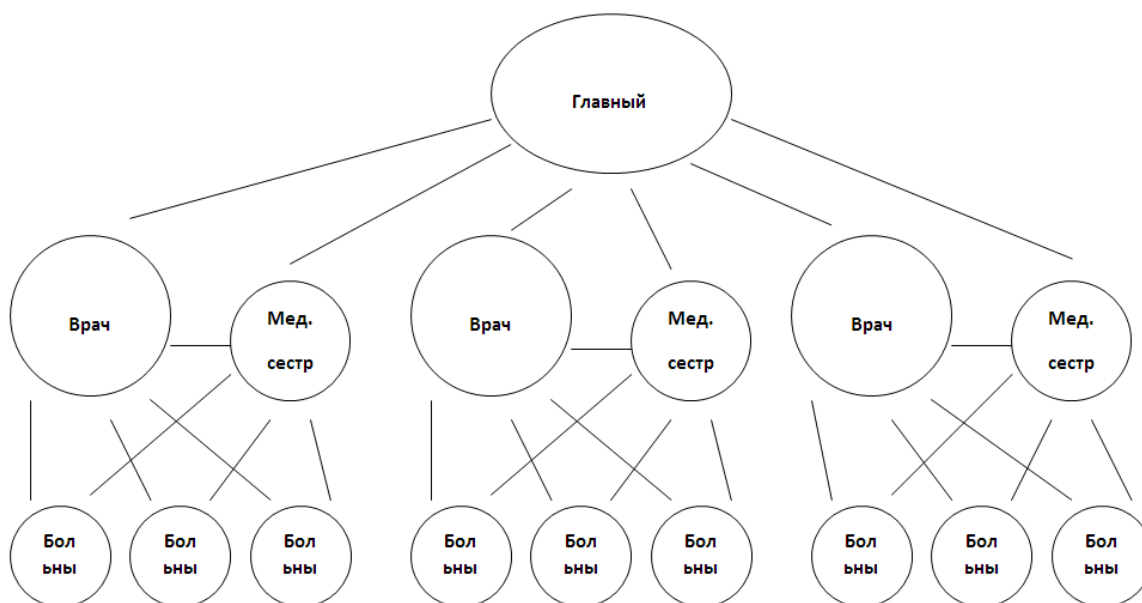 Главный
Врач
Мед.
сестр
Врач
Мед.
сестр
Врач
Мед.
сестр
Бол
ьны
Бол
ьны
Бол
ьны
Бол
ьны
Бол
ьны
Бол
ьны
Бол
ьны
Бол
ьны
Бол
ьны